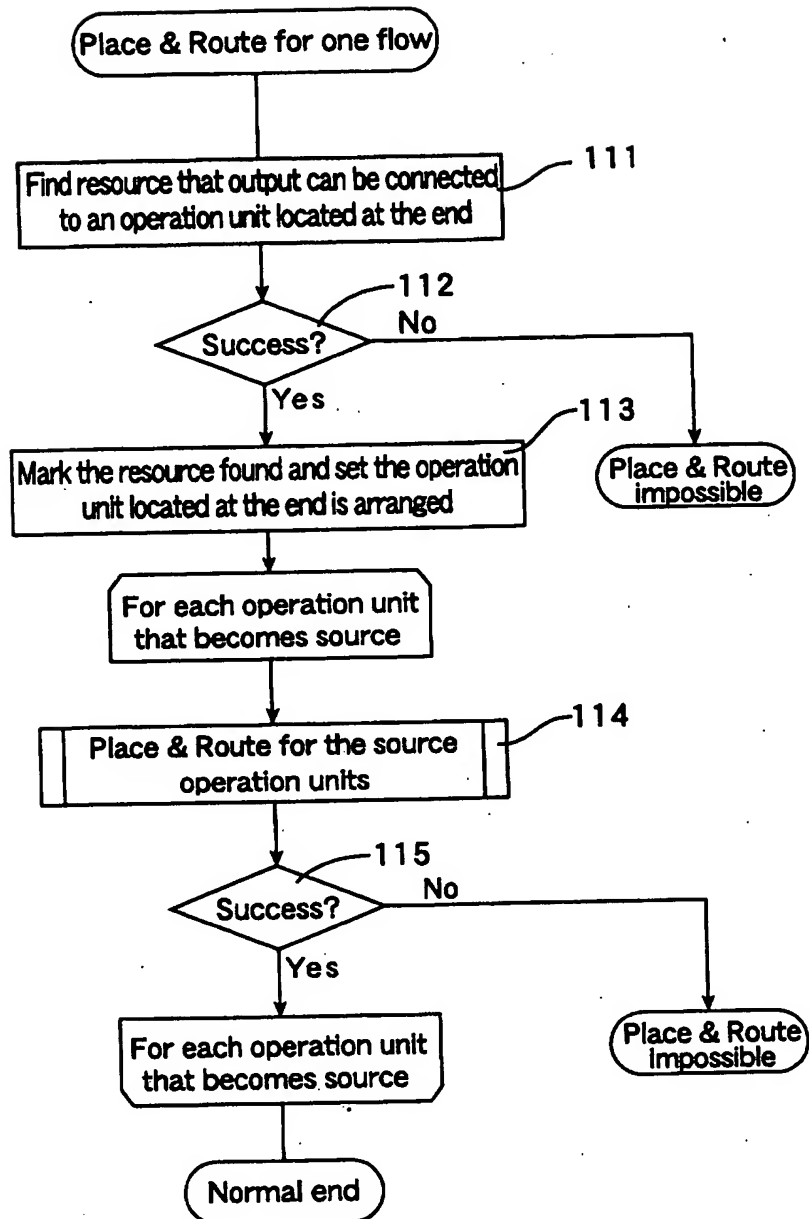 Place & Route for one flow
111
Find resource that output can be connected
to an operation unit located at the end
112
Success?
No
Yes
113
Mark the resource found and set the operation
unit located at the end is arranged
Place & Route
impossible
For each operation unit
that becomes source
114
Place & Route for the source
operation units
115
Success?
No
Yes
For each operation unit
that becomes source
Place & Route
impossible
Normal end